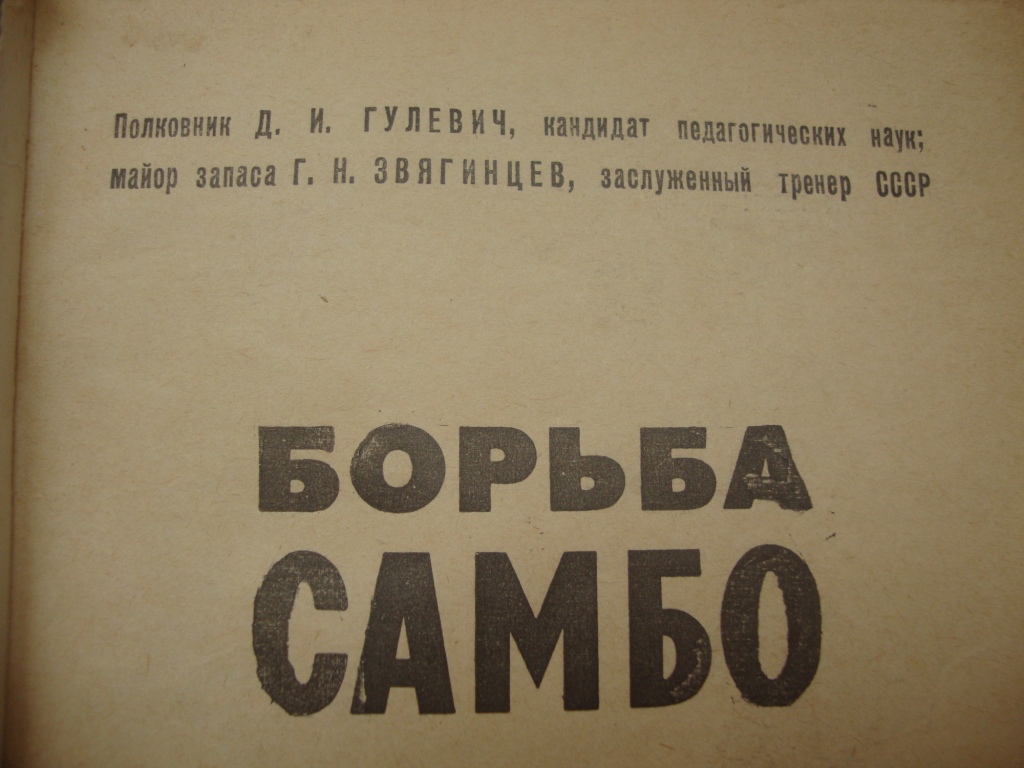 Полковник Д. И. ГУЛЕВИЧ, кандидат педагогических наук;
майор запаса Г. Н. ЗВЯГИНЦЕВ, заслуженный тренер СССР
БОРЬБА
САМБО